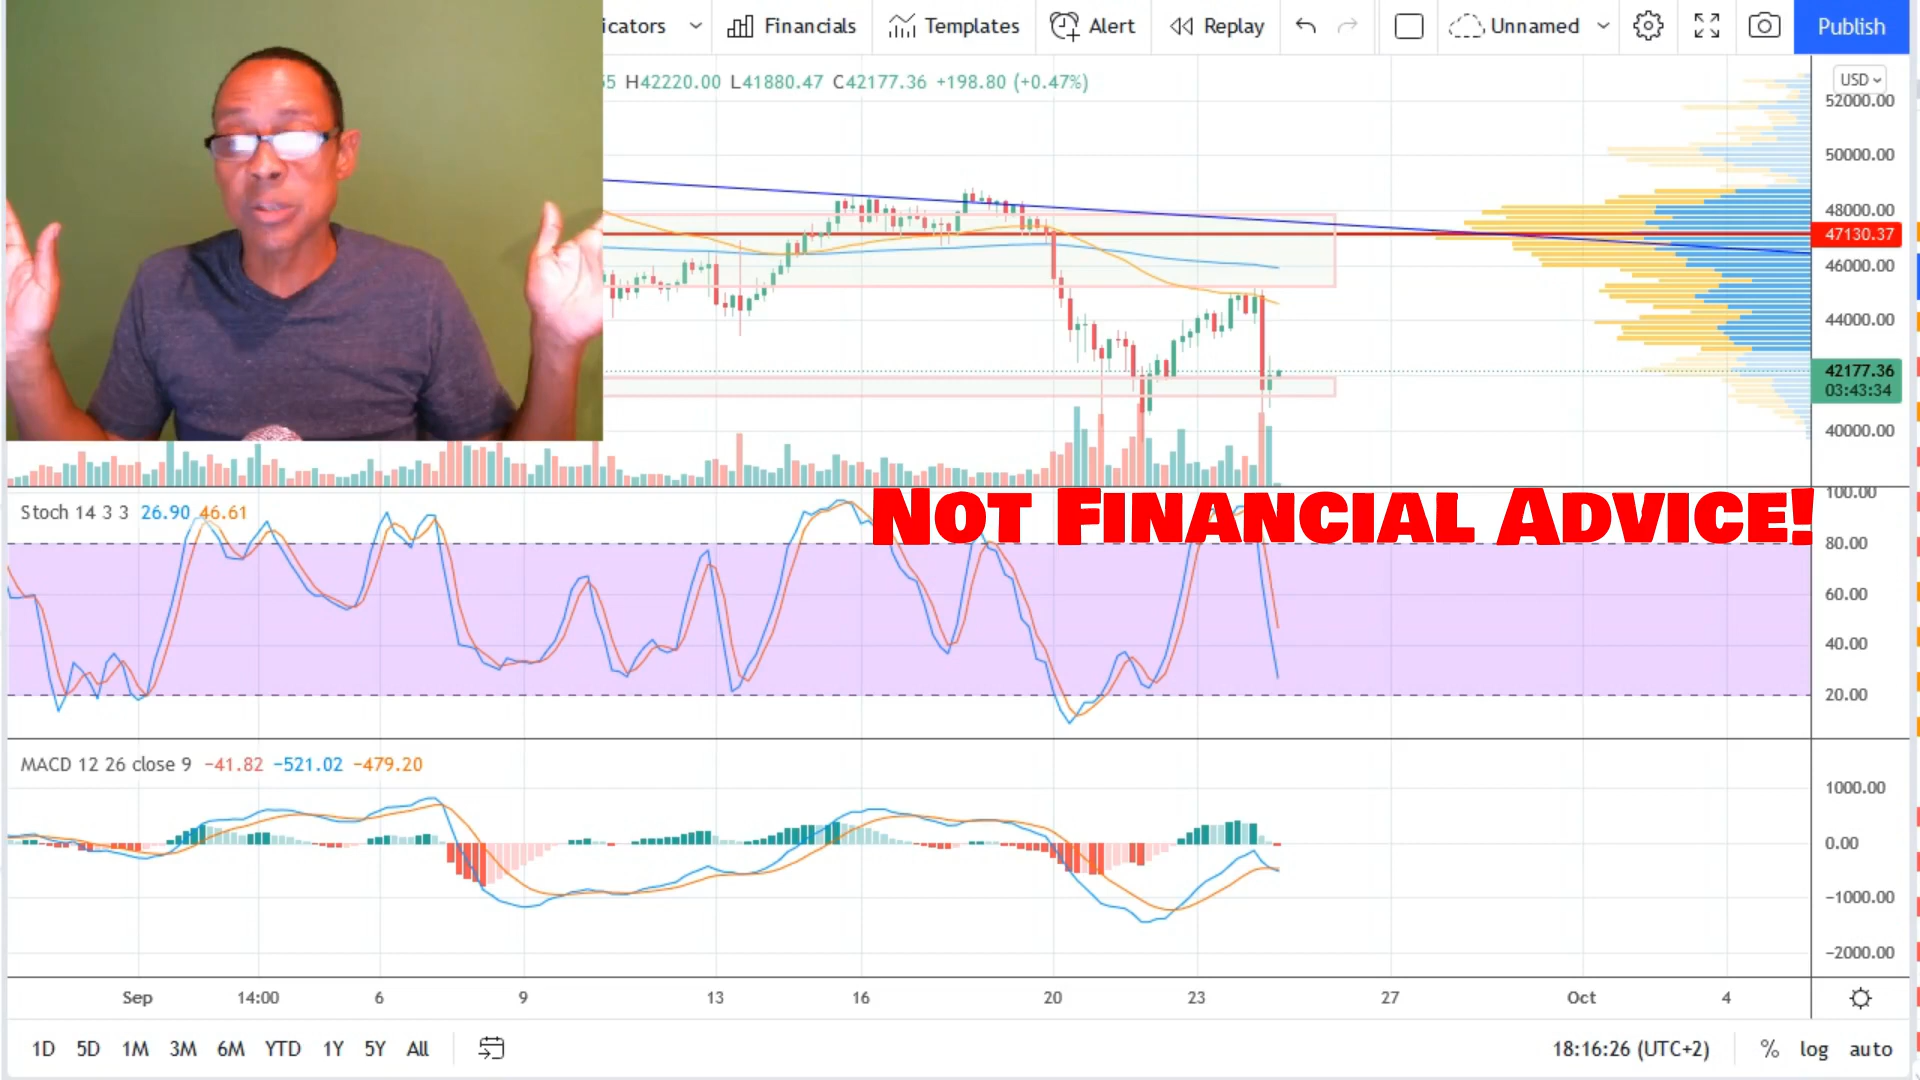 icators Financials Templates Alert Replay Unnamed Publish
H42220.00 L41880.47 C42177.36 +198.80 (+0.47%)
USD
52000.00
50000.00
48000.00
47130.37
46000.00
44000.00
42177.36
03:43:34
40000.00
Not Financial Advice!
Stoch 14 3 3 26.90 46.61
100.00
80.00
60.00
40.00
20.00
MACD 12 26 close 9 −41.82 −521.02 −479.20
1000.00
0.00
−1000.00
−2000.00
Sep 14:00 6 9 13 16 20 23 27 Oct 4
1D 5D 1M 3M 6M YTD 1Y 5Y All 18:16:26 (UTC+2) % log auto